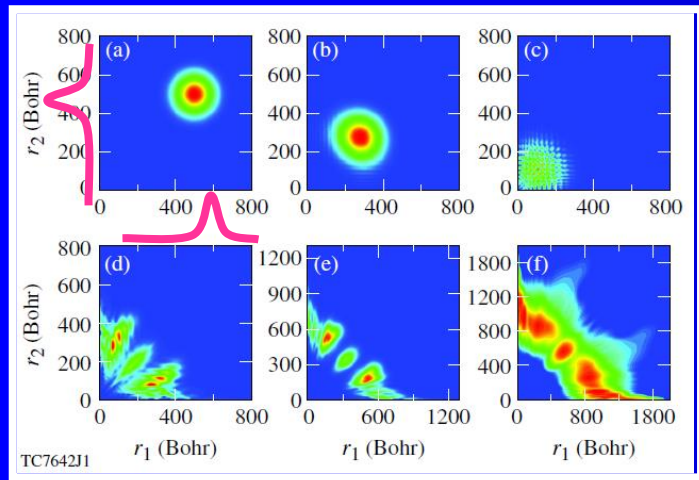 800 (a) 800 (b) 800 (c)
600 600 600
r₂ (Bohr)
400 400 400
200 200 200
0 0 0
0 400 800 0 400 800 0 400 800
800 (d) 1200 (e) 1600 (f)
600 900 1200
r₂ (Bohr)
400 600 800
200 300 400
0 0 0
0 400 800 0 600 1200 0 900 1800
r₁ (Bohr) r₁ (Bohr) r₁ (Bohr)
TC7642J1